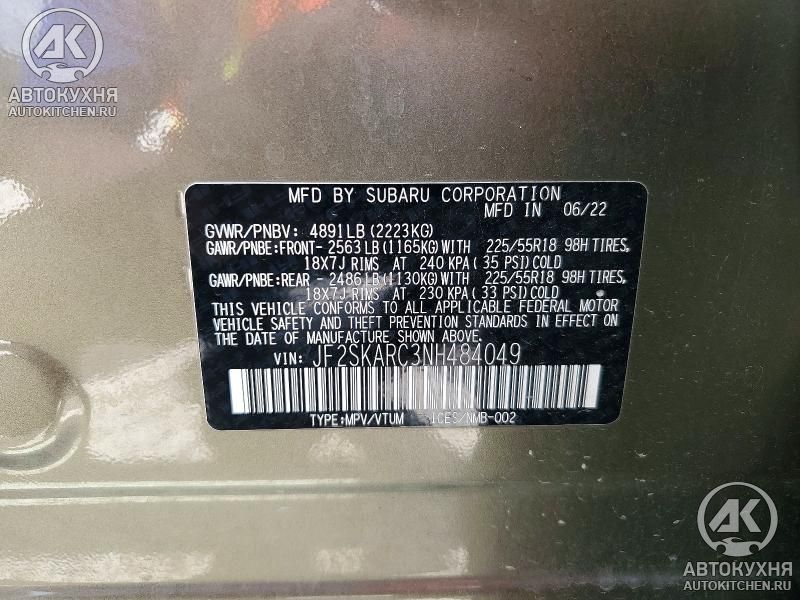 AK
АВТОКУХНЯ
AUTOKITCHEN.RU
MFD BY SUBARU CORPORATION
MFD IN 06/22
GVWR/PNBV: 4891LB (2223KG)
GAWR/PNBE:FRONT- 2563LB (1165KG)WITH 225/55R18 98H TIRES,
18X7J RIMS AT 240 KPA (35 PSI) COLD
GAWR/PNBE:REAR - 2486LB (1130KG)WITH 225/55R18 98H TIRES,
18X7J RIMS AT 230 KPA (33 PSI) COLD
THIS VEHICLE CONFORMS TO ALL APPLICABLE FEDERAL MOTOR
VEHICLE SAFETY AND THEFT PREVENTION STANDARDS IN EFFECT ON
THE DATE OF MANUFACTURE SHOWN ABOVE.
VIN: JF2SKARC3NH484049
TYPE:MPV/VTUM ICES/NMB-002
AK
АВТОКУХНЯ
AUTOKITCHEN.RU